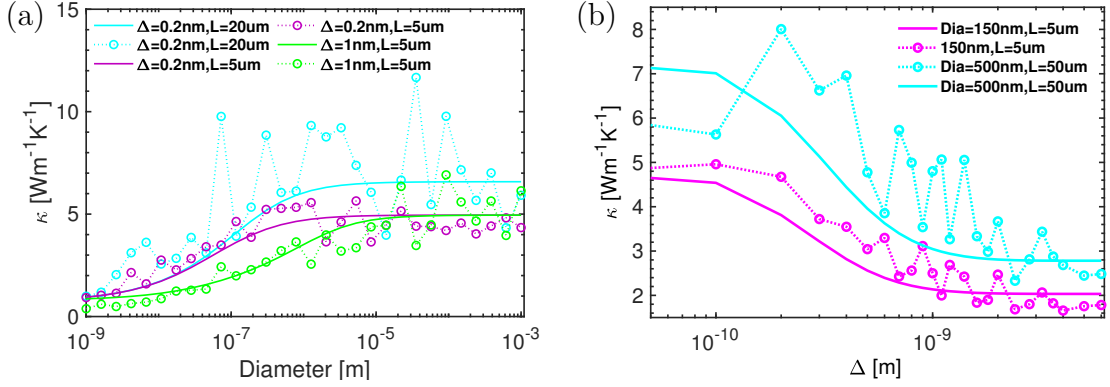 (a)
Δ=0.2nm,L=20um
Δ=0.2nm,L=20um
Δ=0.2nm,L=5um
Δ=0.2nm,L=5um
Δ=1nm,L=5um
Δ=1nm,L=5um
κ [Wm⁻¹K⁻¹]
15
10
5
0
10⁻⁹ 10⁻⁷ 10⁻⁵ 10⁻³
Diameter [m]
(b)
Dia=150nm,L=5um
150nm,L=5um
Dia=500nm,L=50um
Dia=500nm,L=50um
κ [Wm⁻¹K⁻¹]
8
7
6
5
4
3
2
10⁻¹⁰ 10⁻⁹
Δ [m]